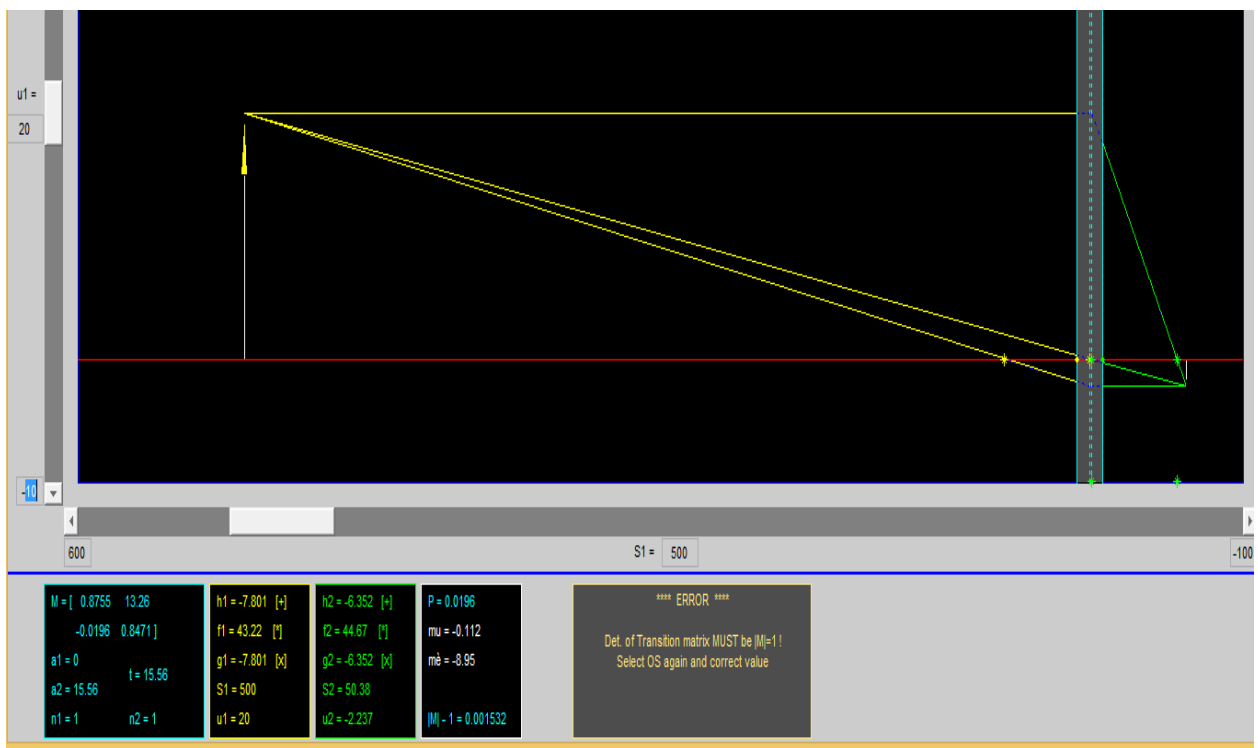 u1 =
20
-10
600
S1 = 500
-100
M = [ 0.8755 13.26
-0.0196 0.8471 ]
a1 = 0
t = 15.56
a2 = 15.56
n1 = 1 n2 = 1
h1 = -7.801 [+]
f1 = 43.22 [*]
g1 = -7.801 [x]
S1 = 500
u1 = 20
h2 = -6.352 [+]
f2 = 44.67 [*]
g2 = -6.352 [x]
S2 = 50.38
u2 = -2.237
P = 0.0196
mu = -0.112
mè = -8.95
|M| - 1 = 0.001532
**** ERROR ****
Det. of Transition matrix MUST be |M|=1 !
Select OS again and correct value